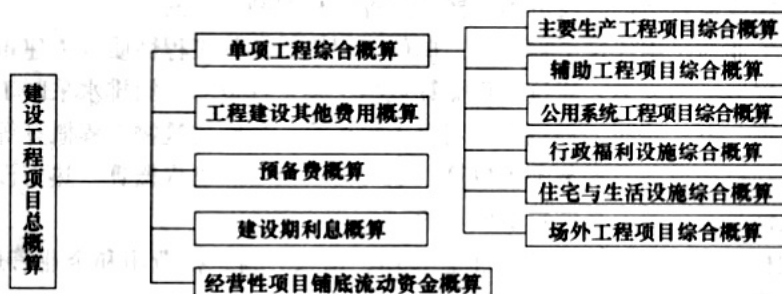 建设工程项目总概算
单项工程综合概算
工程建设其他费用概算
预备费概算
建设期利息概算
经营性项目铺底流动资金概算
主要生产工程项目综合概算
辅助工程项目综合概算
公用系统工程项目综合概算
行政福利设施综合概算
住宅与生活设施综合概算
场外工程项目综合概算